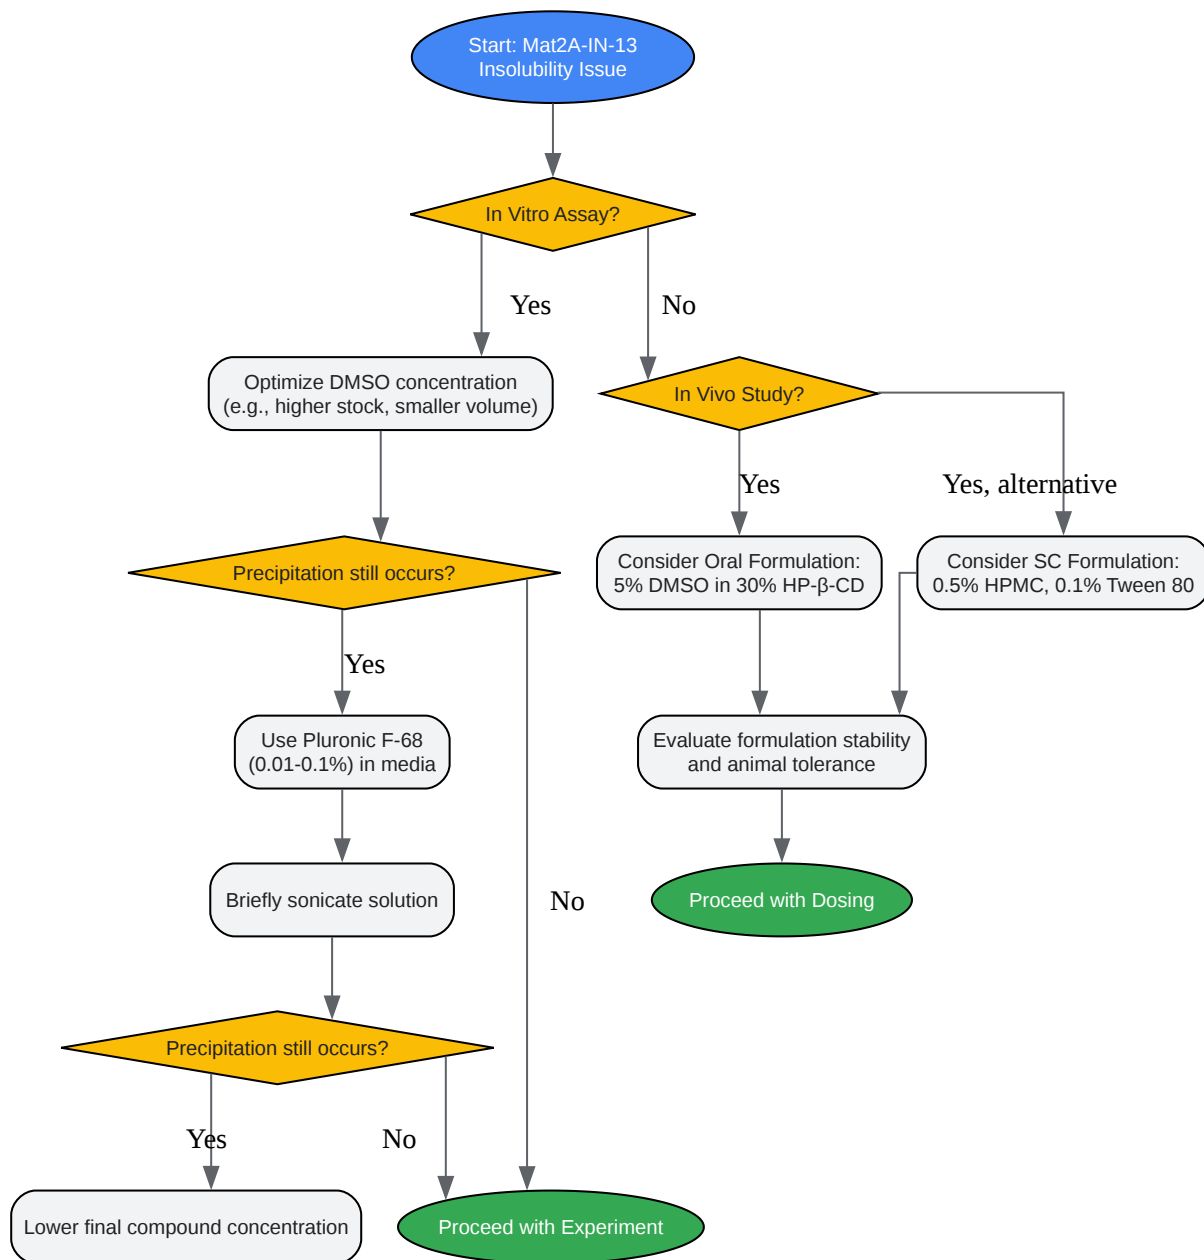 Start: Mat2A-IN-13
Insolubility Issue
In Vitro Assay?
Yes
No
Optimize DMSO concentration
(e.g., higher stock, smaller volume)
In Vivo Study?
Yes
Yes, alternative
Precipitation still occurs?
Consider Oral Formulation:
5% DMSO in 30% HP-β-CD
Consider SC Formulation:
0.5% HPMC, 0.1% Tween 80
Yes
Use Pluronic F-68
(0.01-0.1%) in media
Evaluate formulation stability
and animal tolerance
Briefly sonicate solution
No
Proceed with Dosing
Precipitation still occurs?
Yes
No
Lower final compound concentration
Proceed with Experiment